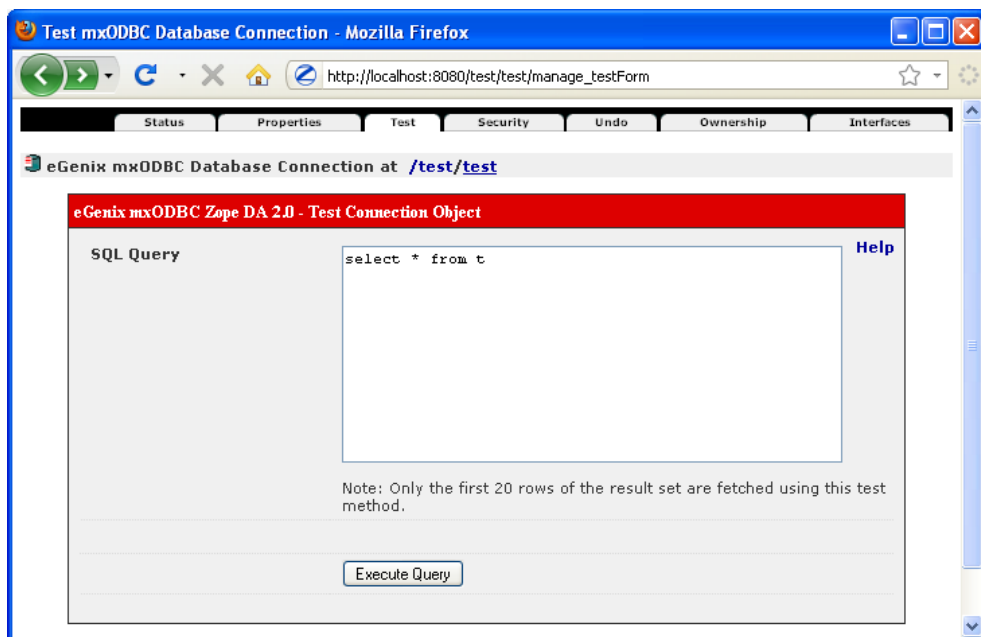 Test mxODBC Database Connection - Mozilla Firefox
http://localhost:8080/test/test/manage_testForm
Status Properties Test Security Undo Ownership Interfaces
eGenix mxODBC Database Connection at /test/test
eGenix mxODBC Zope DA 2.0 - Test Connection Object
SQL Query
select * from t
Help
Note: Only the first 20 rows of the result set are fetched using this test
method.
Execute Query